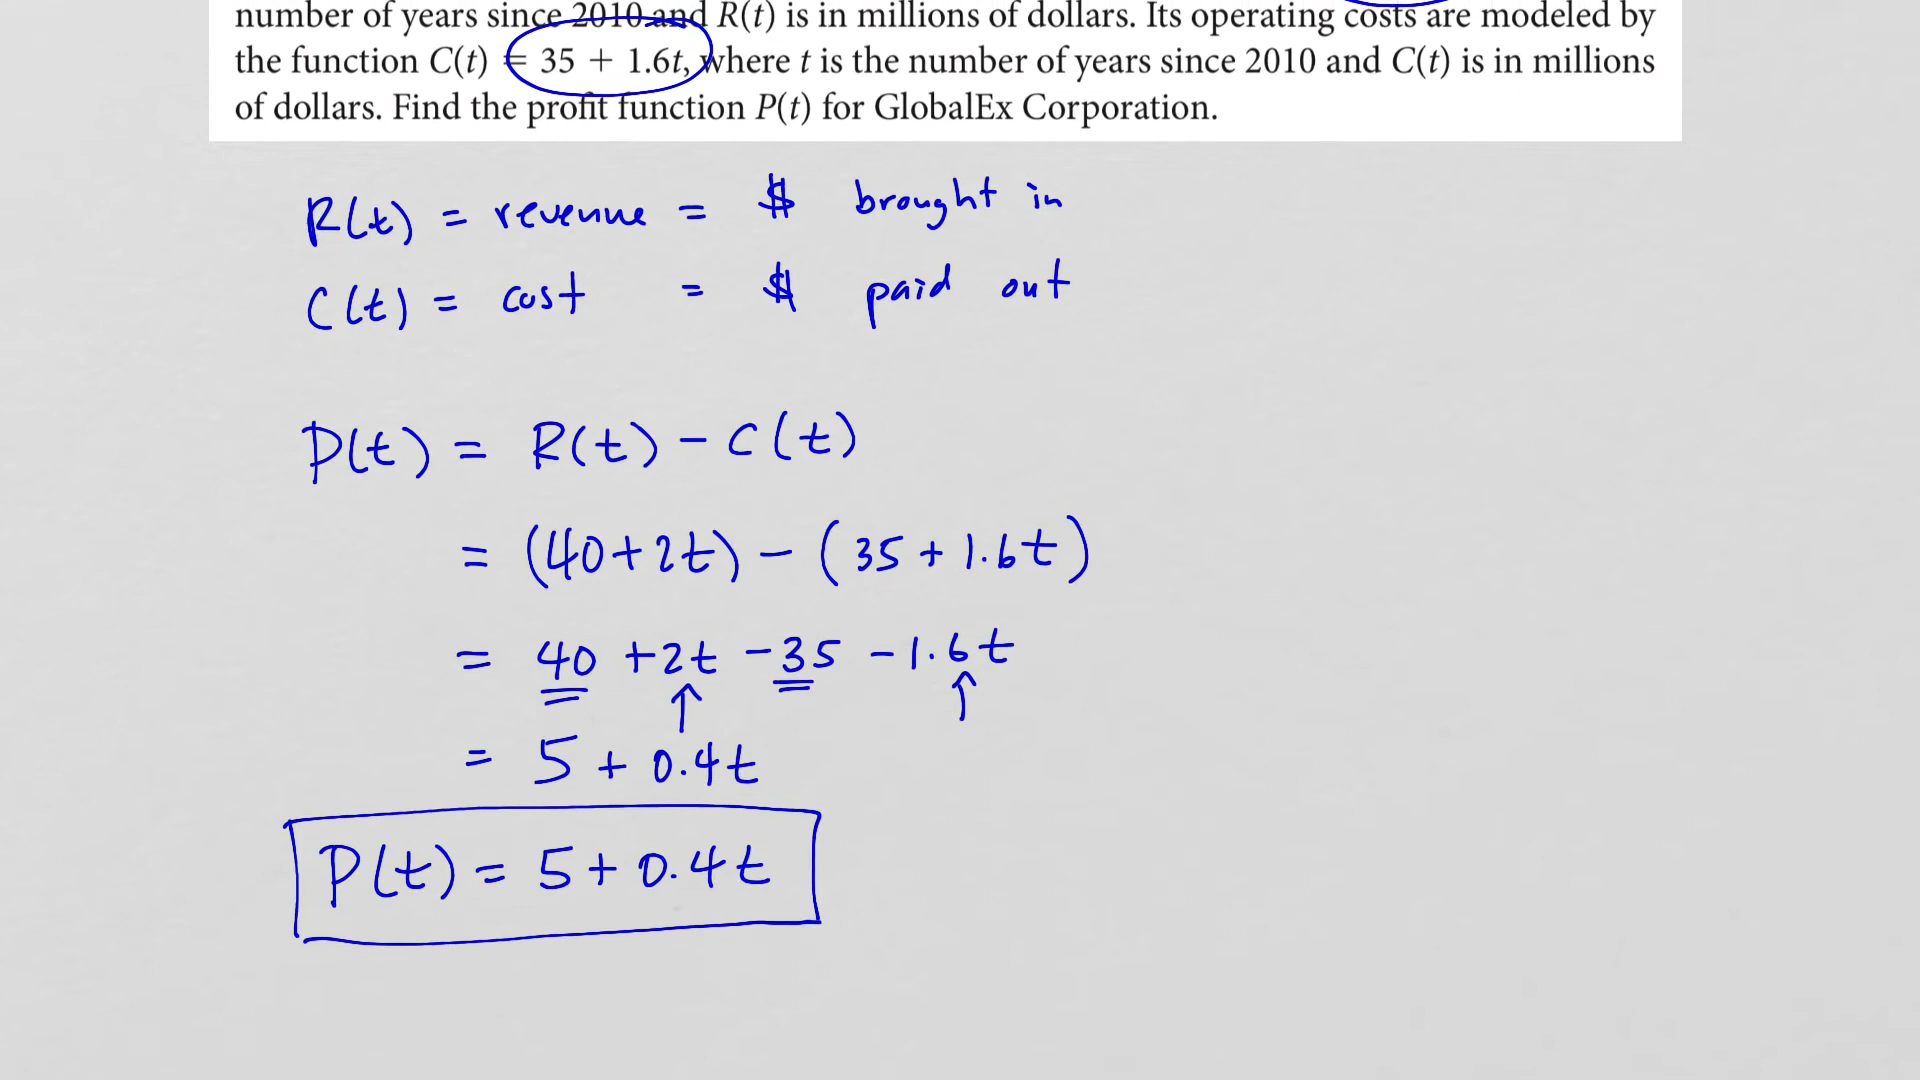 number of years since 2010 and R(t) is in millions of dollars. Its operating costs are modeled by
the function C(t) = 35 + 1.6t, where t is the number of years since 2010 and C(t) is in millions
of dollars. Find the profit function P(t) for GlobalEx Corporation.
R(t) = revenue = $ brought in
C(t) = cost = $ paid out
P(t) = R(t) - C(t)
= (40+2t) - (35 + 1.6t)
= 40 +2t -35 -1.6t
= 5 + 0.4t
P(t) = 5 + 0.4t